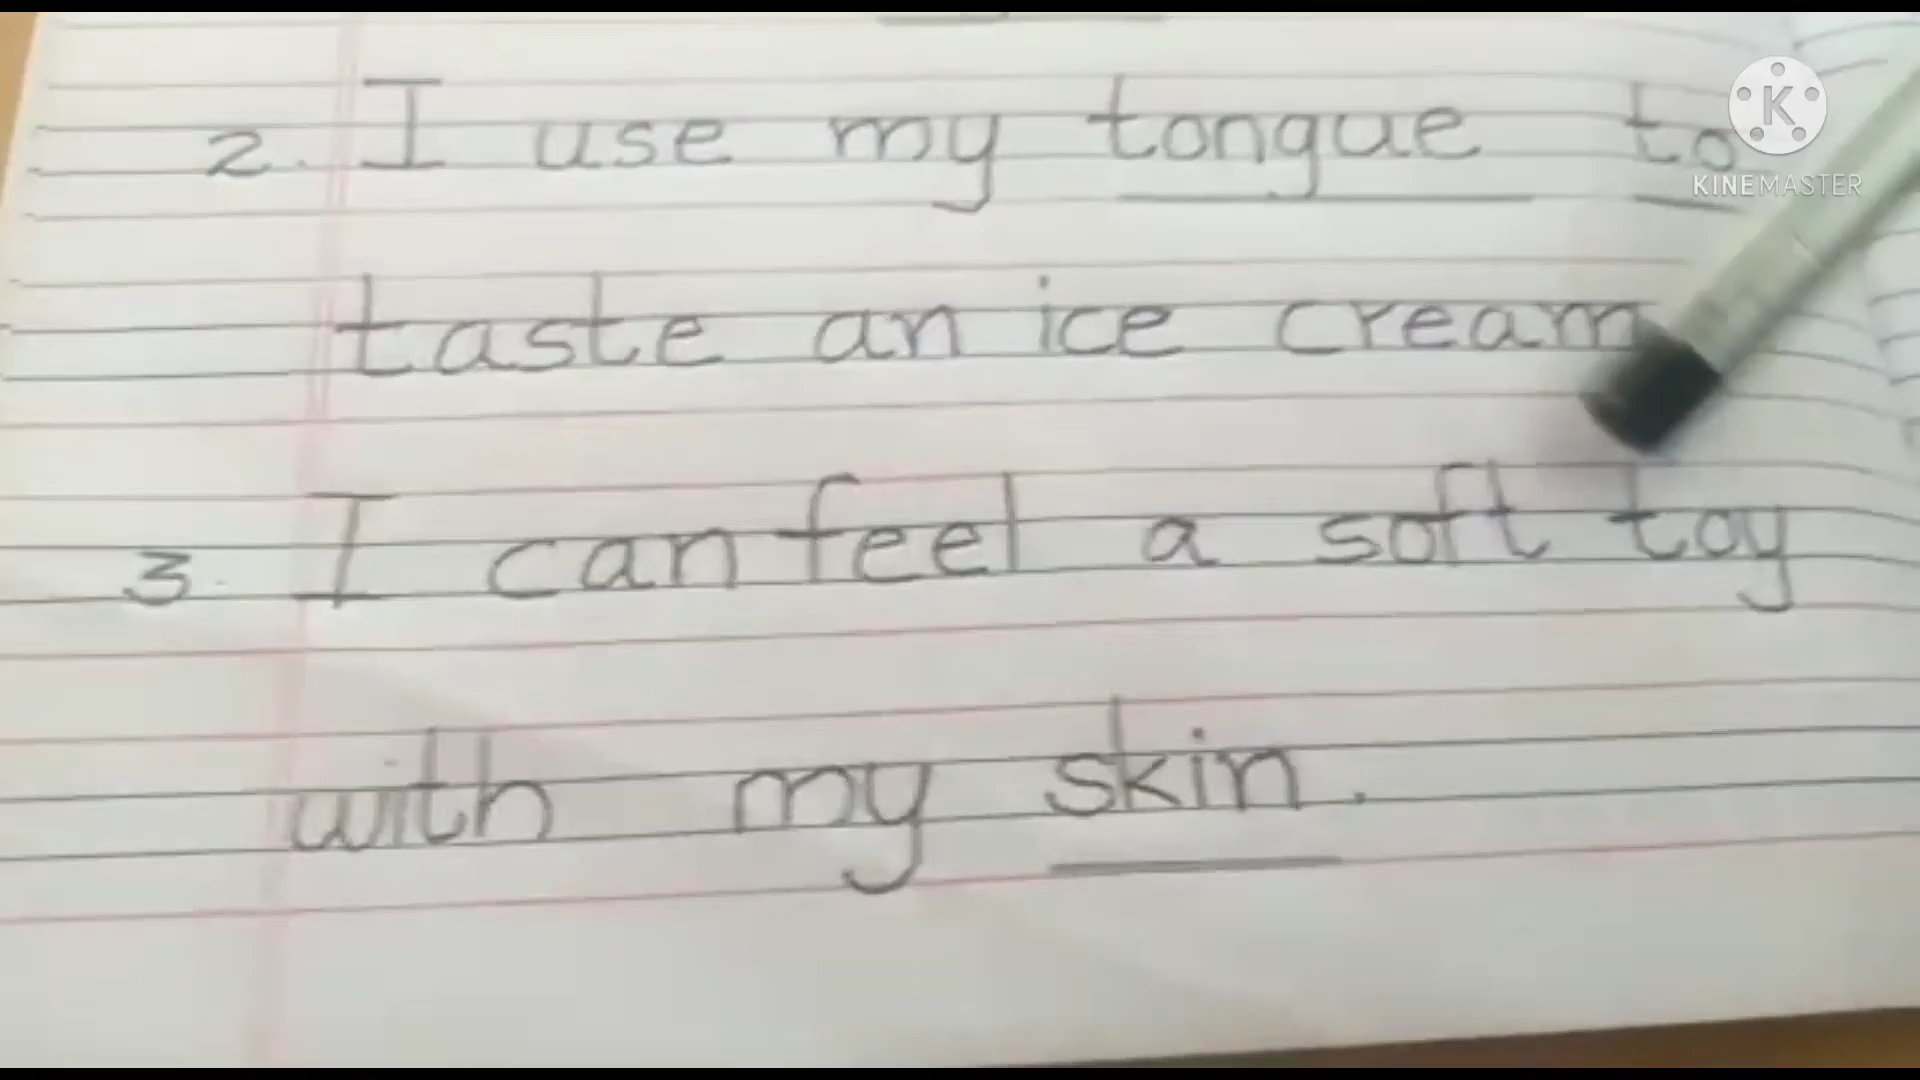 2. I use my tongue to
taste an ice cream
3. I can feel a soft toy
with my skin.
KINEMASTER